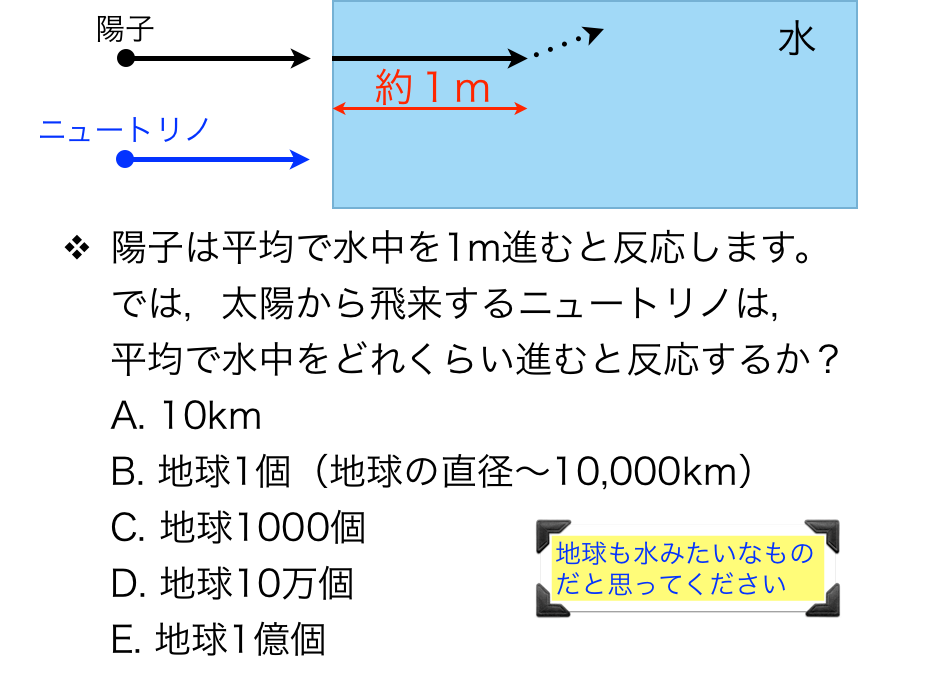 陽子
水
約1m
ニュートリノ
❖ 陽子は平均で水中を1m進むと反応します。
では，太陽から飛来するニュートリノは，
平均で水中をどれくらい進むと反応するか？
A. 10km
B. 地球1個（地球の直径〜10,000km）
C. 地球1000個
D. 地球10万個
E. 地球1億個
地球も水みたいなもの
だと思ってください